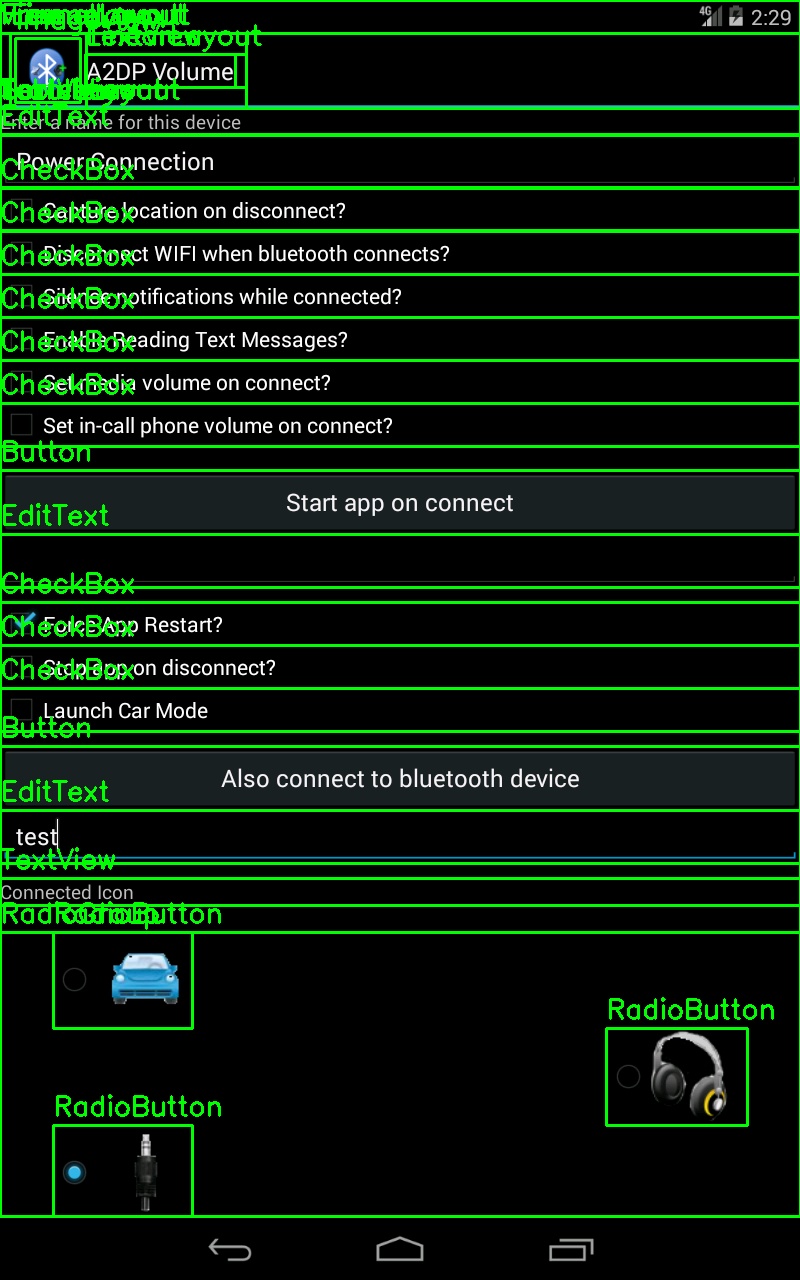 4G 2:29
TextView
A2DP Volume
EditText
Enter a name for this device
Power Connection
CheckBox
Capture location on disconnect?
CheckBox
Disconnect WIFI when bluetooth connects?
CheckBox
Silence notifications while connected?
CheckBox
Enable Reading Text Messages?
CheckBox
Set media volume on connect?
CheckBox
Set in-call phone volume on connect?
Button
Start app on connect
EditText
CheckBox
Force App Restart?
CheckBox
Stop app on disconnect?
CheckBox
Launch Car Mode
Button
Also connect to bluetooth device
EditText
test
TextView
Connected Icon
RadioGroup
RadioButton
RadioButton
RadioButton